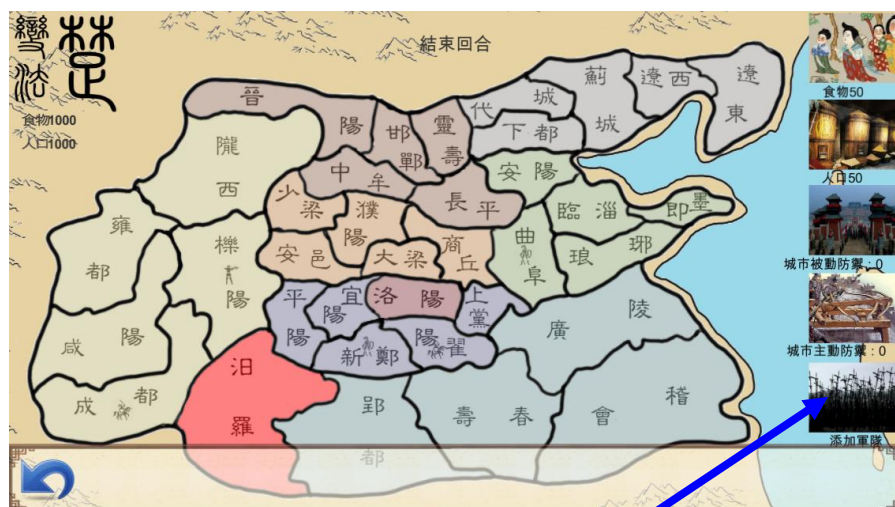 變法
楚
食物1000
人口1000
結束回合
晉陽
邯鄲
靈壽
代城
下都
薊城
遼西
遼東
隴西
中牟
安陽
少梁
濮陽
長平
臨淄
即墨
雍都
櫟陽
安邑
大梁
商丘
曲阜
琅琊
咸陽
平陽
宜陽
洛陽
上黨
廣陵
新鄭
陽翟
成都
汨羅
郢都
壽春
會稽
食物50
人口50
城市被動防禦：0
城市主動防禦：0
添加軍隊